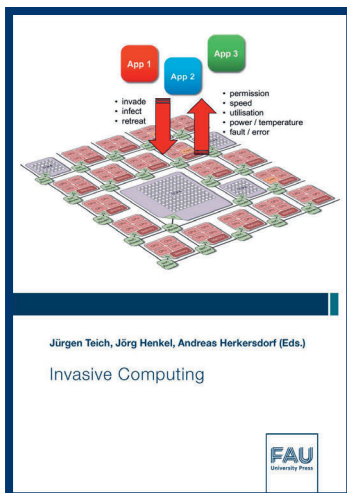 App 1
App 2
App 3
• invade
• infect
• retreat
• permission
• speed
• utilisation
• power / temperature
• fault / error
Jürgen Teich, Jörg Henkel, Andreas Herkersdorf (Eds.)
Invasive Computing
FAU
University Press